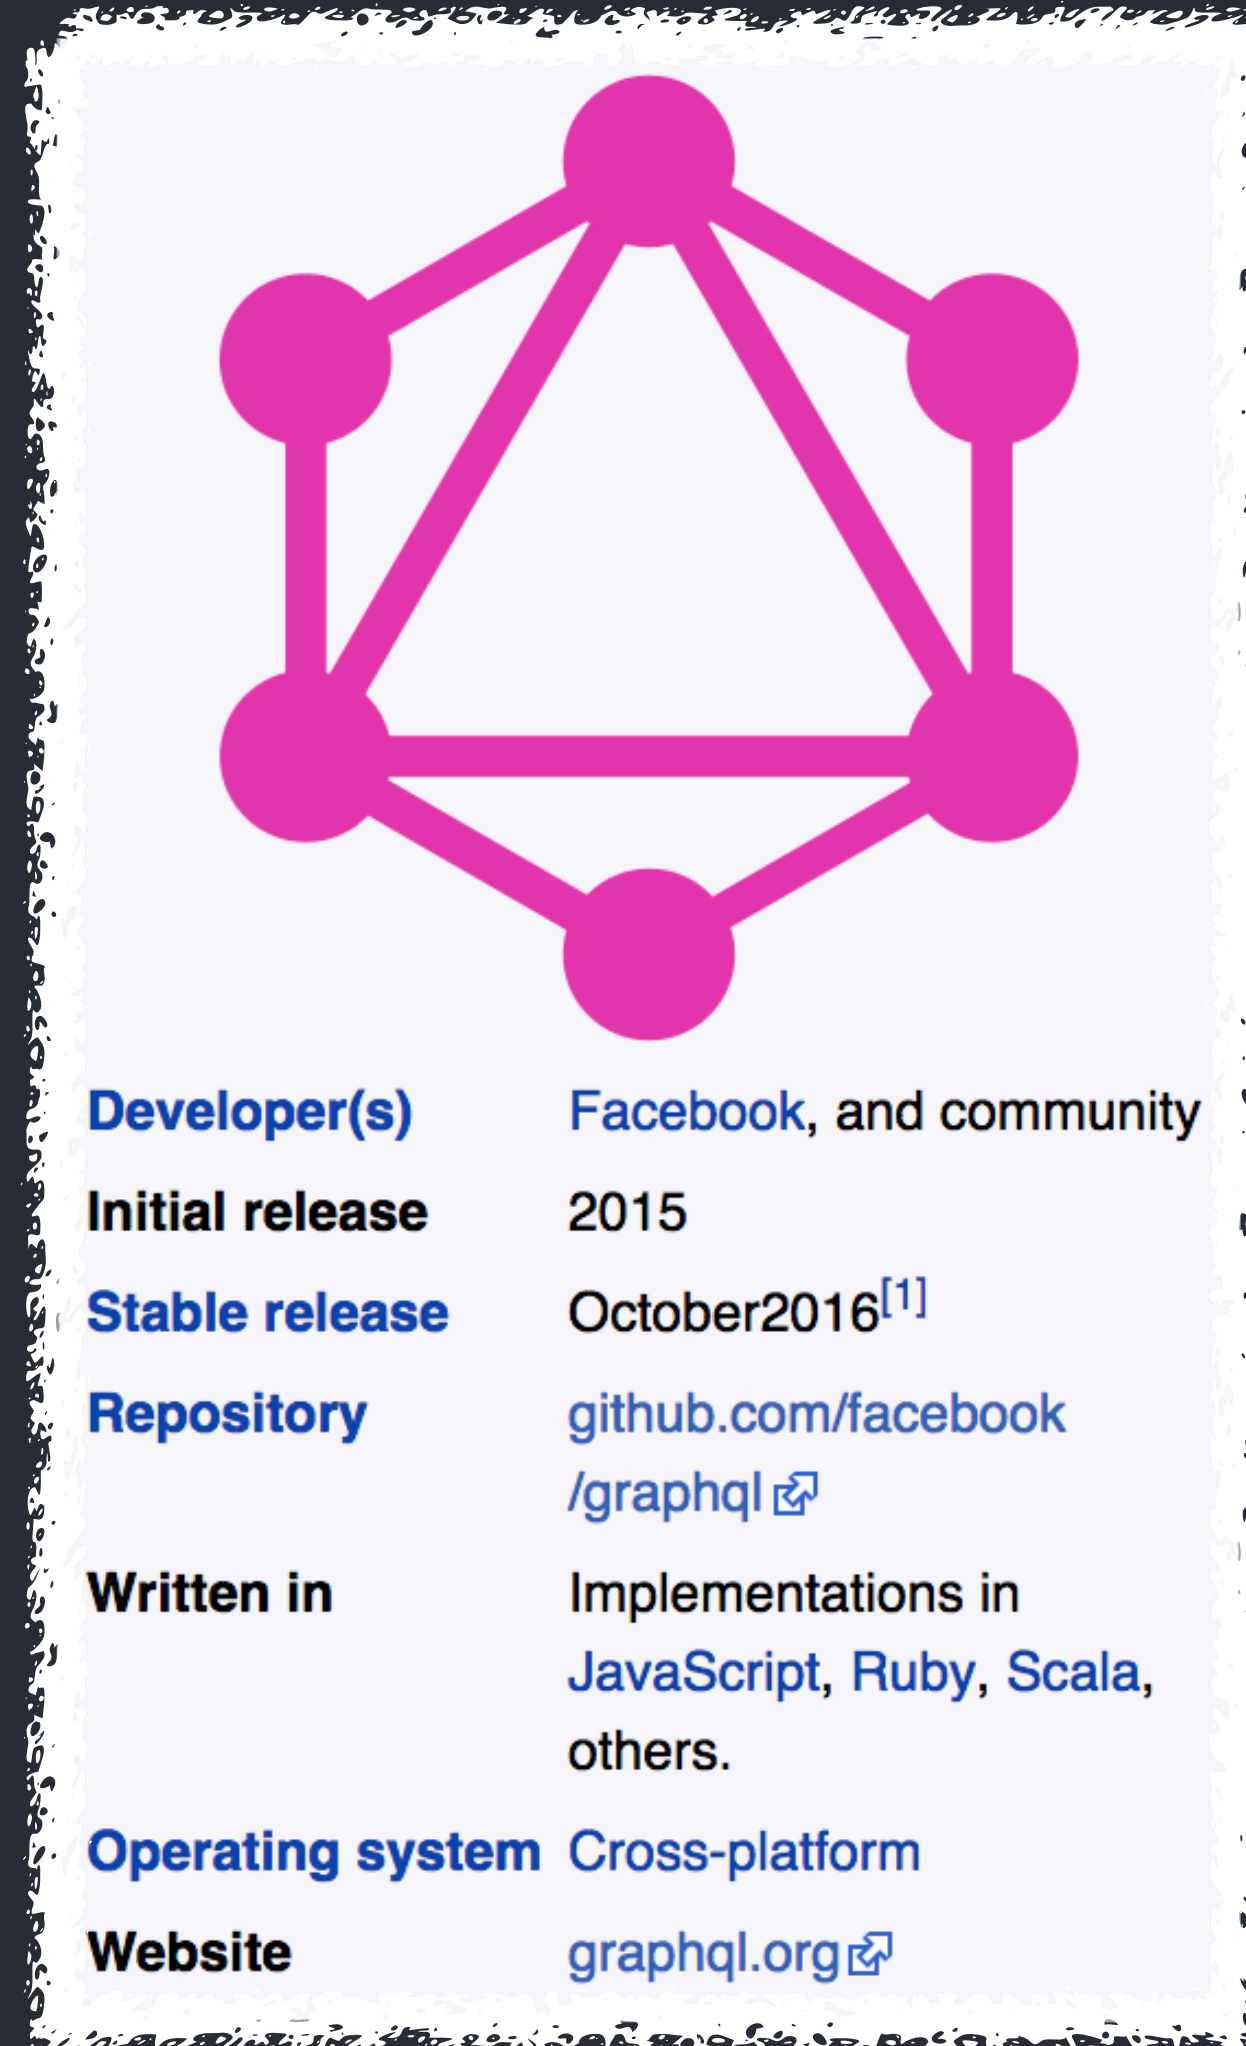 Developer(s) Facebook, and community
Initial release 2015
Stable release October2016[1]
Repository github.com/facebook
/graphql
Written in Implementations in
JavaScript, Ruby, Scala,
others.
Operating system Cross-platform
Website graphql.org